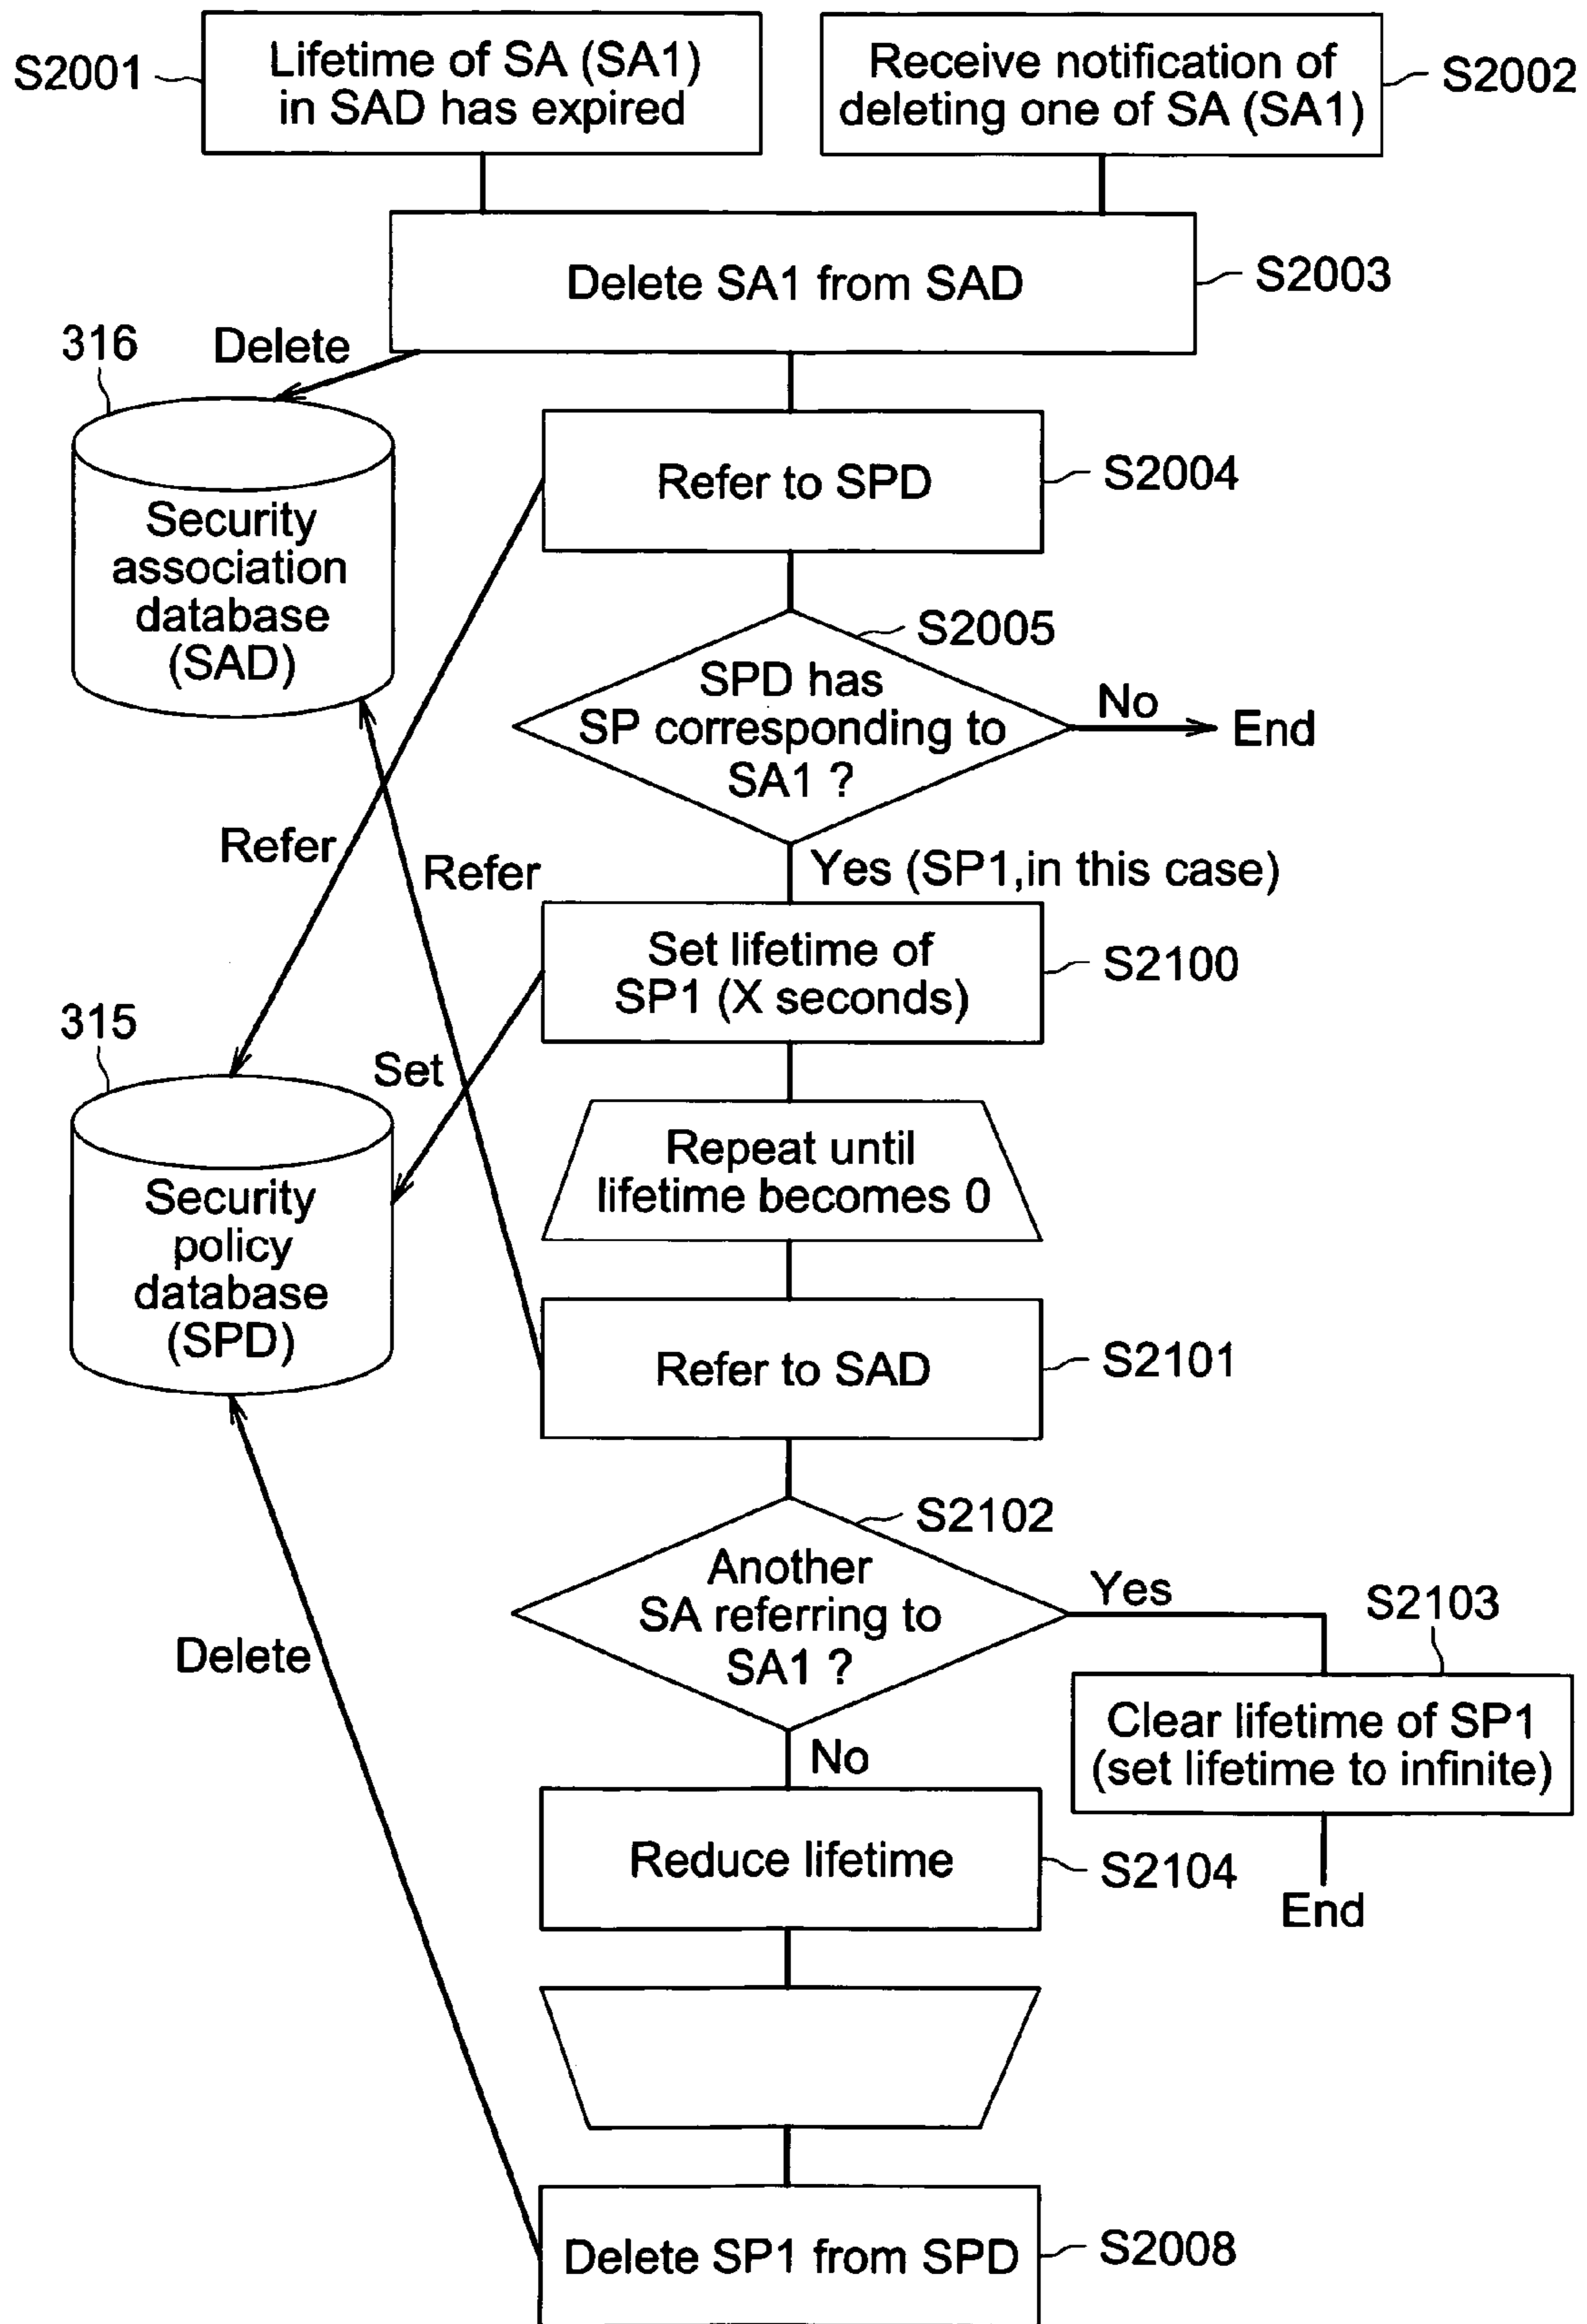 S2001
Lifetime of SA (SA1)
in SAD has expired
Receive notification of
deleting one of SA (SA1)
S2002
Delete SA1 from SAD
S2003
316
Delete
Security
association
database
(SAD)
Refer to SPD
S2004
S2005
SPD has
SP corresponding to
SA1 ?
No
End
Refer
Refer
Yes (SP1,in this case)
Set lifetime of
SP1 (X seconds)
S2100
315
Set
Security
policy
database
(SPD)
Repeat until
lifetime becomes 0
Refer to SAD
S2101
S2102
Another
SA referring to
SA1 ?
Yes
S2103
Clear lifetime of SP1
(set lifetime to infinite)
End
Delete
No
Reduce lifetime
S2104
Delete SP1 from SPD
S2008